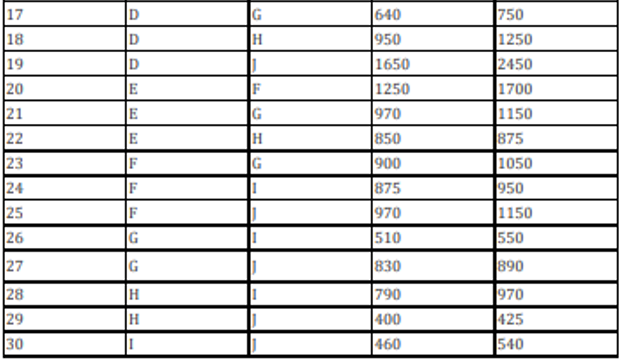 17 D G 640 750
18 D H 950 1250
19 D J 1650 2450
20 E F 1250 1700
21 E G 970 1150
22 E H 850 875
23 F G 900 1050
24 F I 875 950
25 F J 970 1150
26 G I 510 550
27 G J 830 890
28 H I 790 970
29 H J 400 425
30 I J 460 540